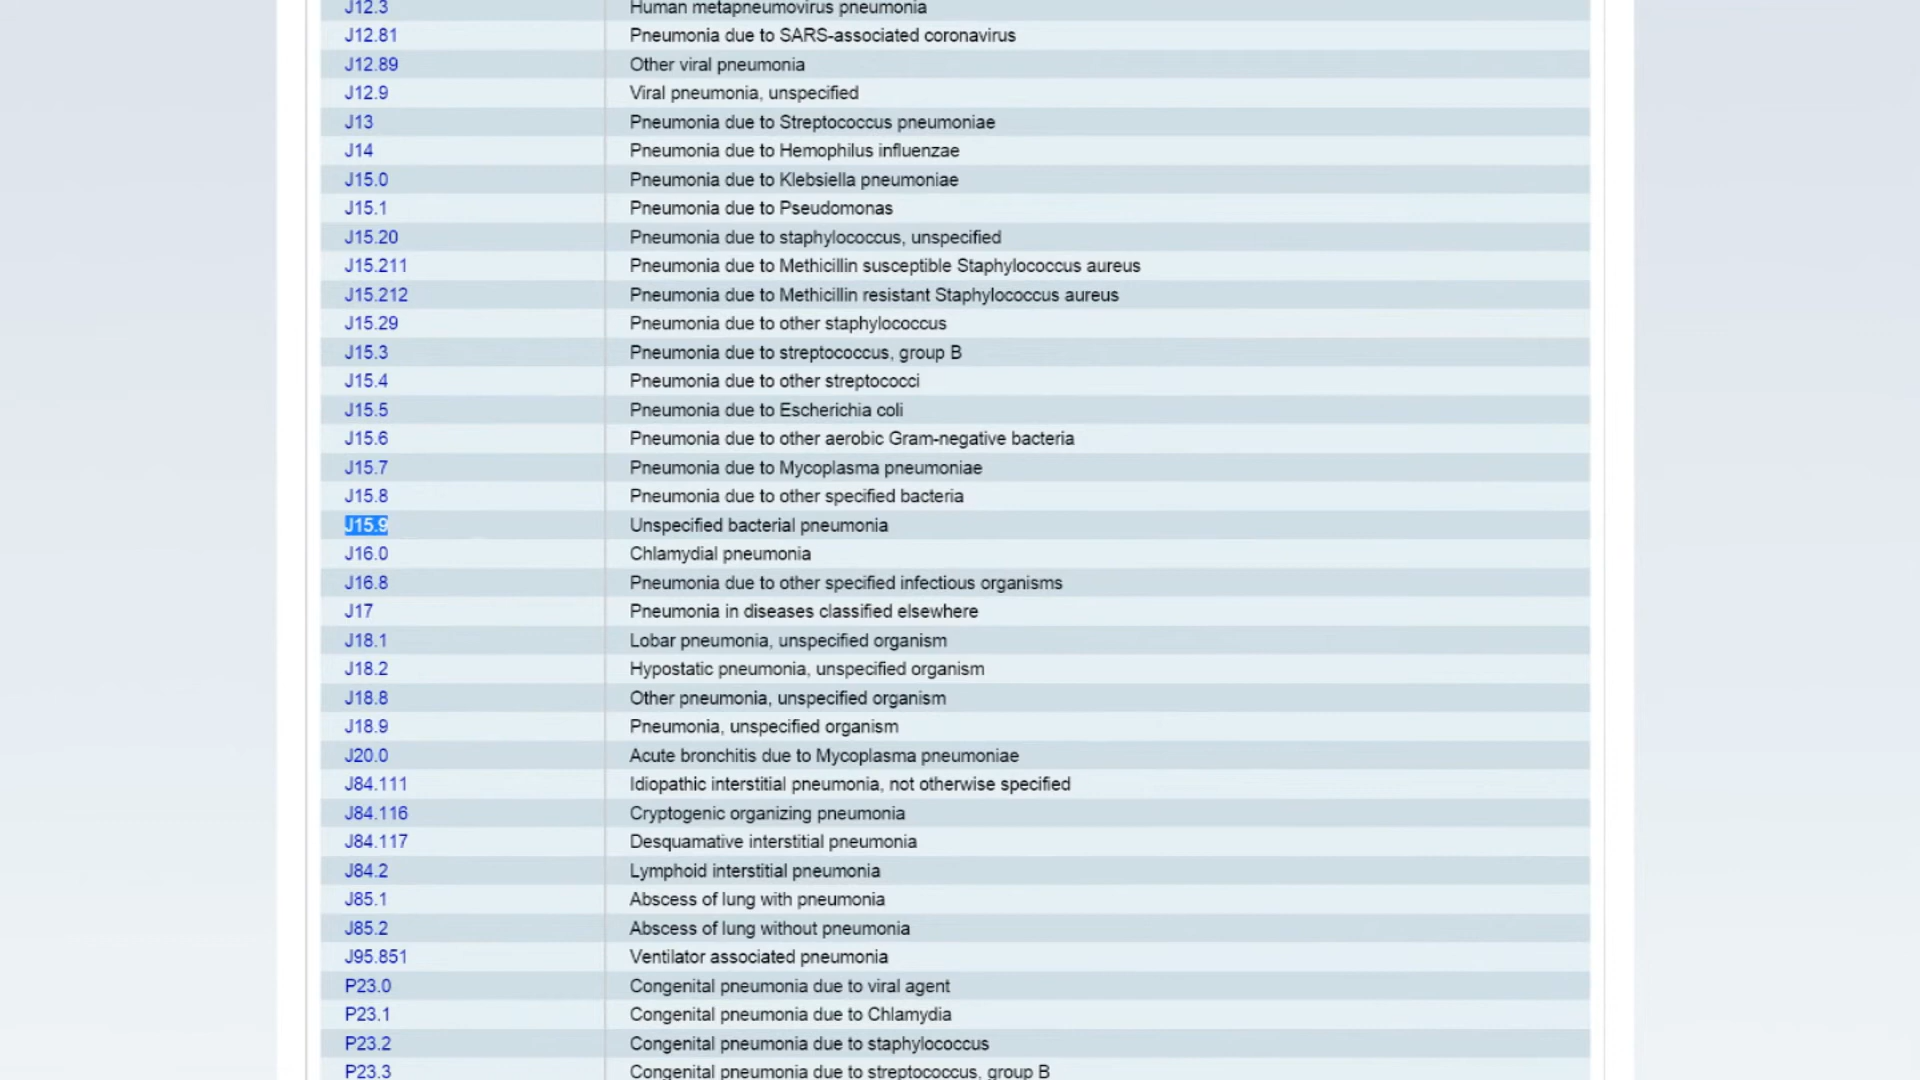 J12.3 Human metapneumovirus pneumonia
J12.81 Pneumonia due to SARS-associated coronavirus
J12.89 Other viral pneumonia
J12.9 Viral pneumonia, unspecified
J13 Pneumonia due to Streptococcus pneumoniae
J14 Pneumonia due to Hemophilus influenzae
J15.0 Pneumonia due to Klebsiella pneumoniae
J15.1 Pneumonia due to Pseudomonas
J15.20 Pneumonia due to staphylococcus, unspecified
J15.211 Pneumonia due to Methicillin susceptible Staphylococcus aureus
J15.212 Pneumonia due to Methicillin resistant Staphylococcus aureus
J15.29 Pneumonia due to other staphylococcus
J15.3 Pneumonia due to streptococcus, group B
J15.4 Pneumonia due to other streptococci
J15.5 Pneumonia due to Escherichia coli
J15.6 Pneumonia due to other aerobic Gram-negative bacteria
J15.7 Pneumonia due to Mycoplasma pneumoniae
J15.8 Pneumonia due to other specified bacteria
J15.9 Unspecified bacterial pneumonia
J16.0 Chlamydial pneumonia
J16.8 Pneumonia due to other specified infectious organisms
J17 Pneumonia in diseases classified elsewhere
J18.1 Lobar pneumonia, unspecified organism
J18.2 Hypostatic pneumonia, unspecified organism
J18.8 Other pneumonia, unspecified organism
J18.9 Pneumonia, unspecified organism
J20.0 Acute bronchitis due to Mycoplasma pneumoniae
J84.111 Idiopathic interstitial pneumonia, not otherwise specified
J84.116 Cryptogenic organizing pneumonia
J84.117 Desquamative interstitial pneumonia
J84.2 Lymphoid interstitial pneumonia
J85.1 Abscess of lung with pneumonia
J85.2 Abscess of lung without pneumonia
J95.851 Ventilator associated pneumonia
P23.0 Congenital pneumonia due to viral agent
P23.1 Congenital pneumonia due to Chlamydia
P23.2 Congenital pneumonia due to staphylococcus
P23.3 Congenital pneumonia due to streptococcus, group B